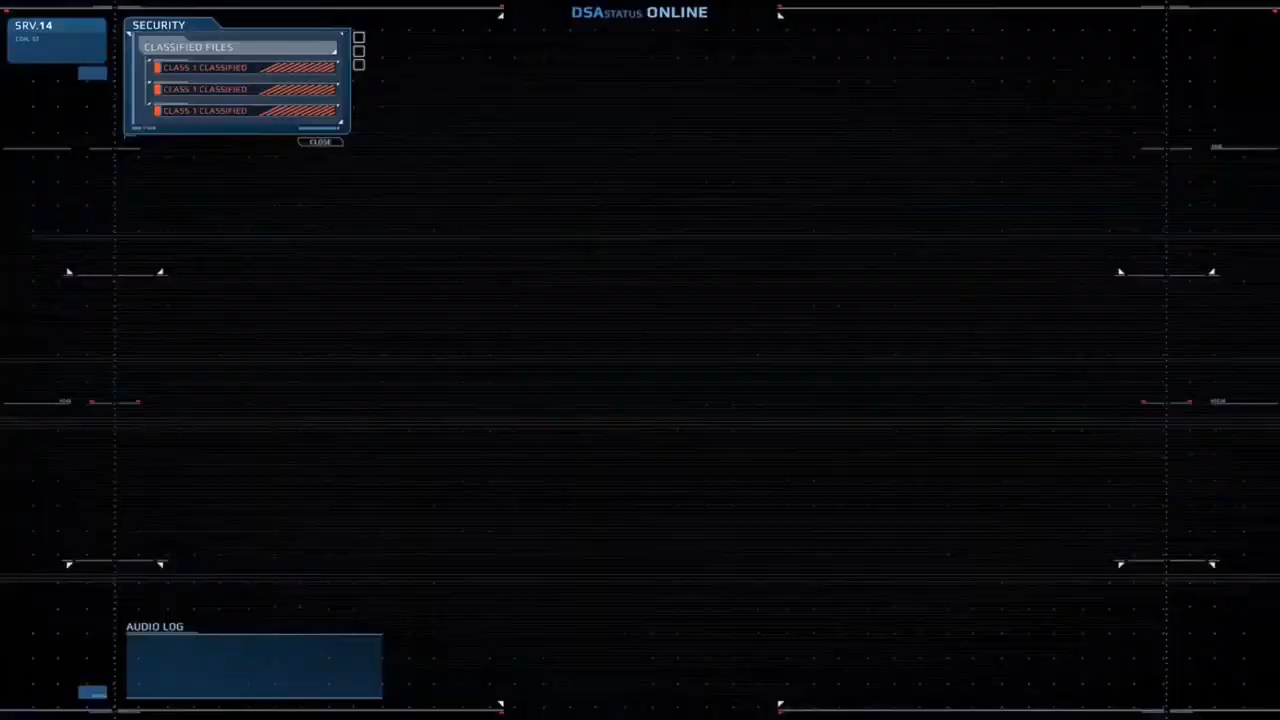 DSASTATUS ONLINE
SRV.14
SECURITY
CLASSIFIED FILES
CLASS 1 CLASSIFIED
CLASS 1 CLASSIFIED
CLASS 1 CLASSIFIED
CLOSE
AUDIO LOG